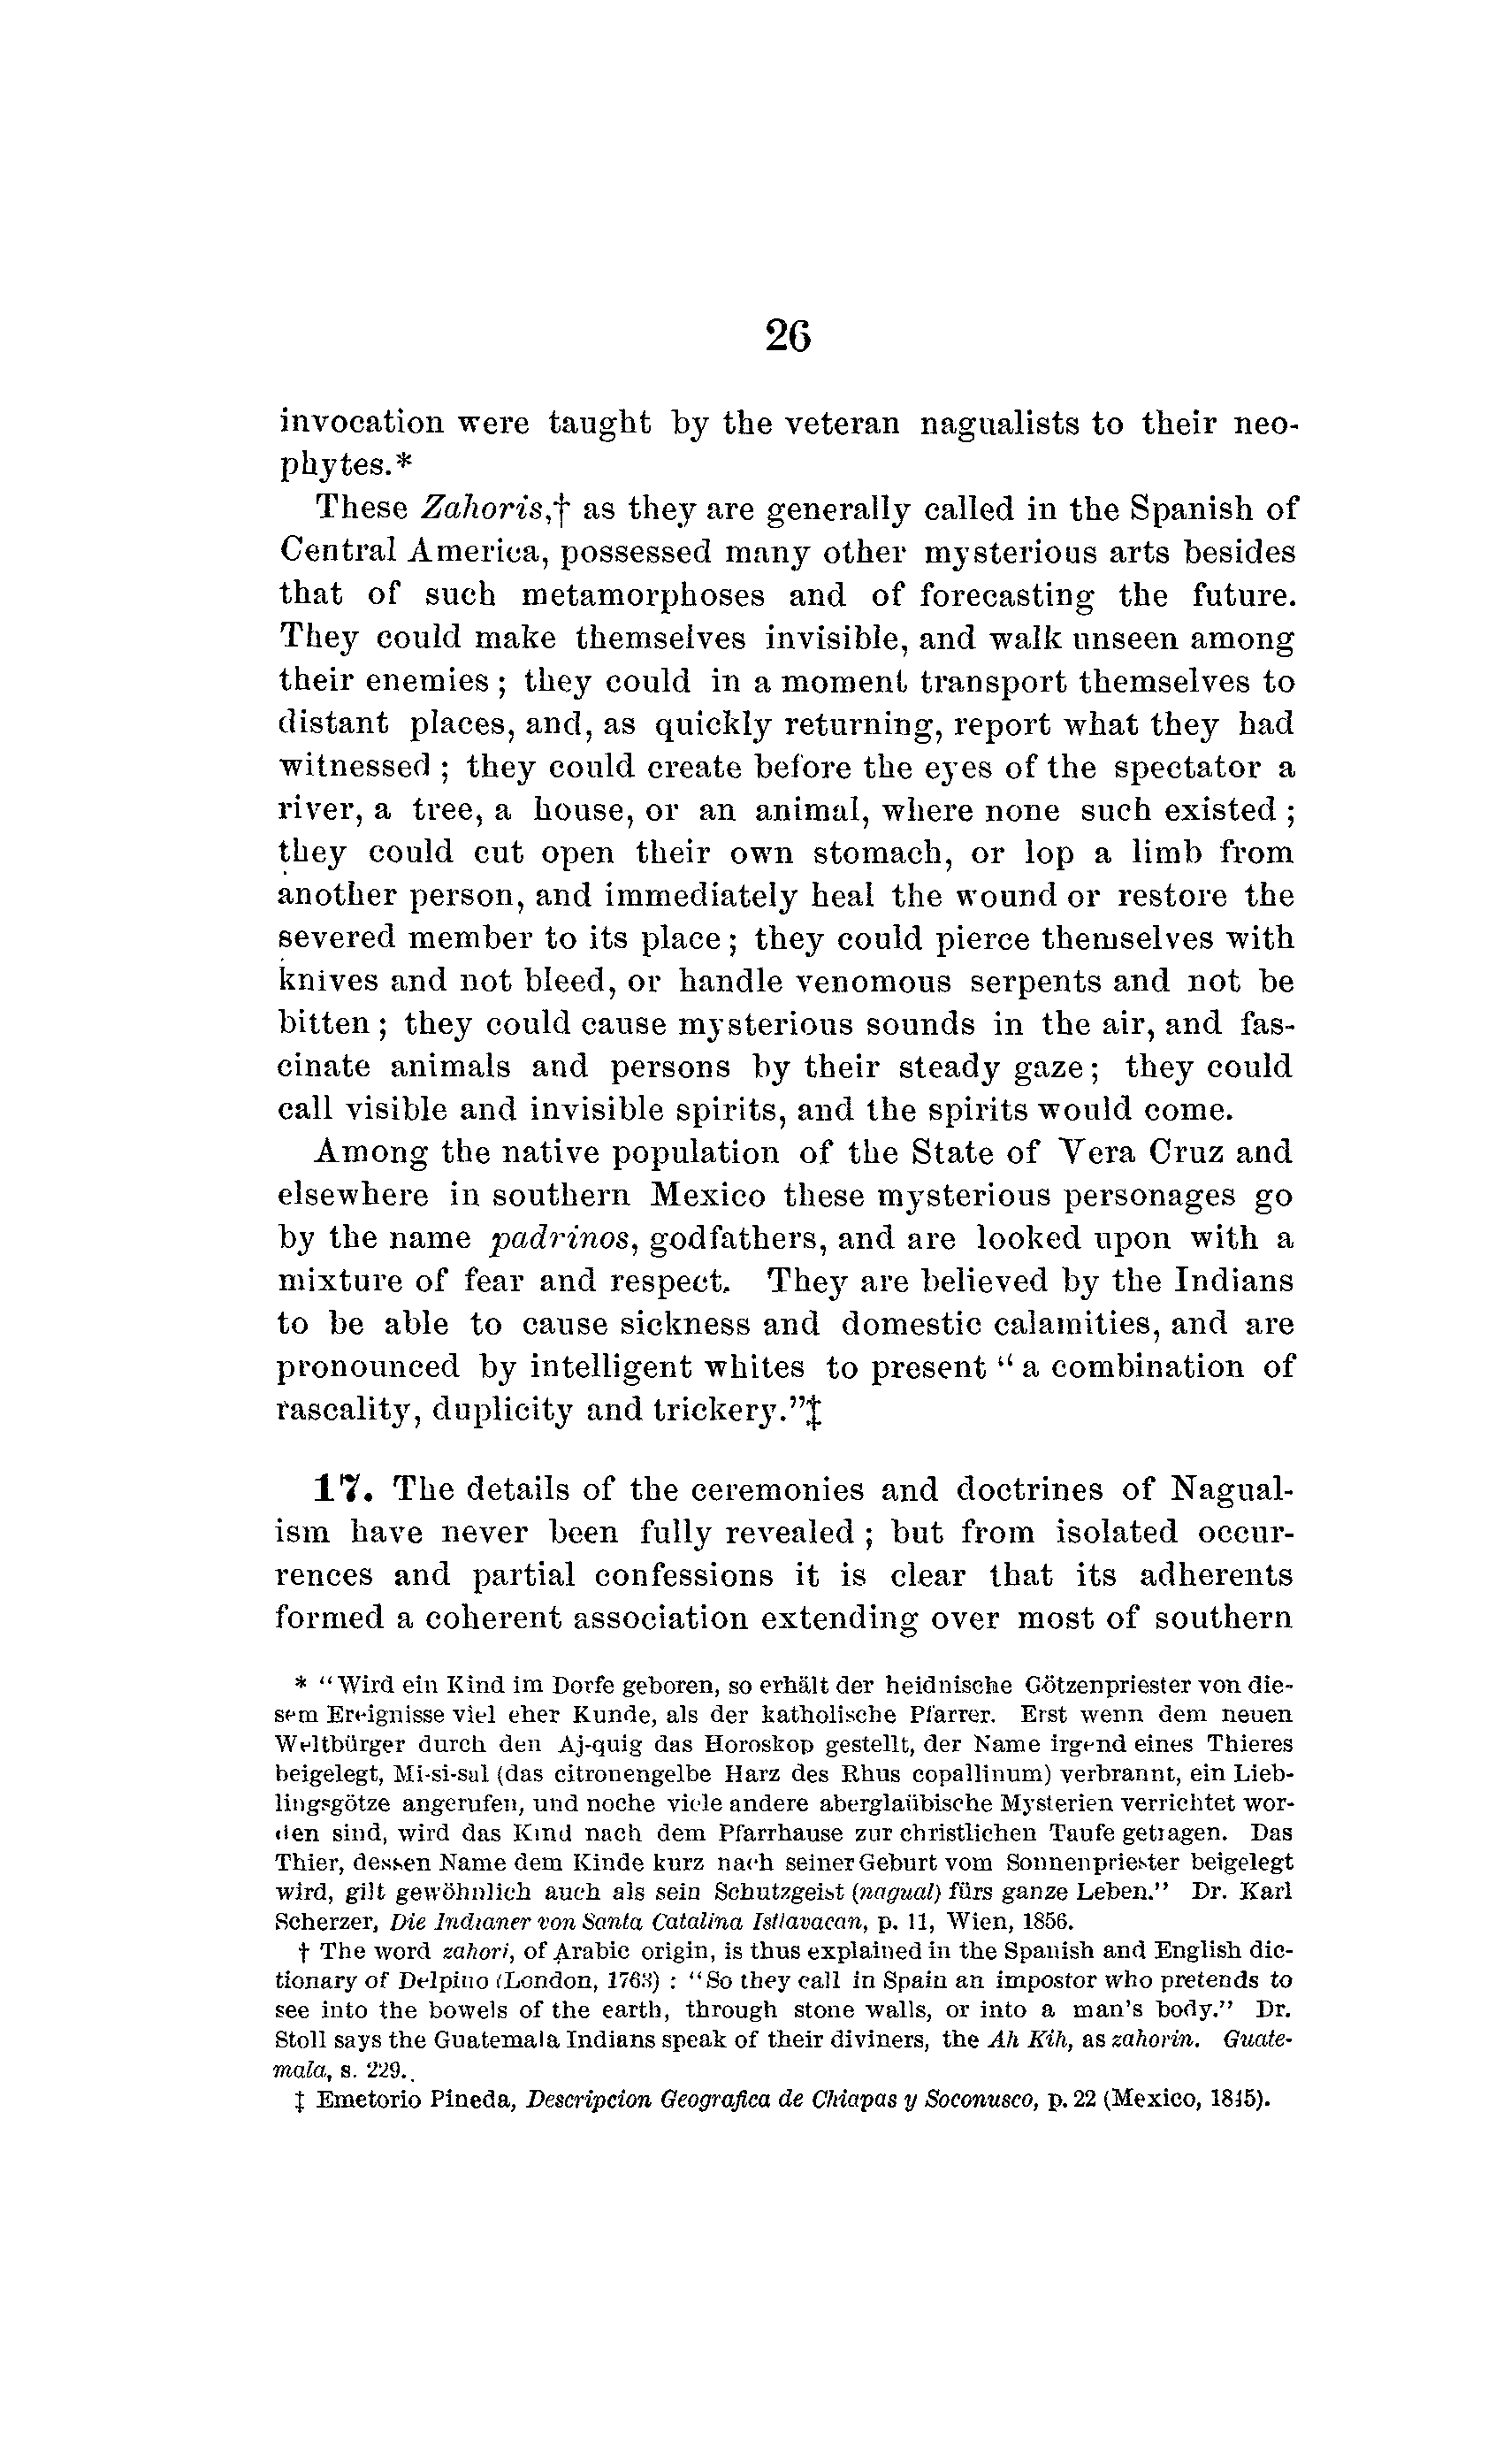 26
invocation were taught by the veteran nagualists to their neo-
phytes.*
These Zahoris,† as they are generally called in the Spanish of
Central America, possessed many other mysterious arts besides
that of such metamorphoses and of forecasting the future.
They could make themselves invisible, and walk unseen among
their enemies ; they could in a moment transport themselves to
distant places, and, as quickly returning, report what they had
witnessed ; they could create before the eyes of the spectator a
river, a tree, a house, or an animal, where none such existed ;
they could cut open their own stomach, or lop a limb from
another person, and immediately heal the wound or restore the
severed member to its place ; they could pierce themselves with
knives and not bleed, or handle venomous serpents and not be
bitten ; they could cause mysterious sounds in the air, and fas-
cinate animals and persons by their steady gaze ; they could
call visible and invisible spirits, and the spirits would come.
Among the native population of the State of Vera Cruz and
elsewhere in southern Mexico these mysterious personages go
by the name padrinos, godfathers, and are looked upon with a
mixture of fear and respect. They are believed by the Indians
to be able to cause sickness and domestic calamities, and are
pronounced by intelligent whites to present “ a combination of
rascality, duplicity and trickery.”‡
17. The details of the ceremonies and doctrines of Nagual-
ism have never been fully revealed ; but from isolated occur-
rences and partial confessions it is clear that its adherents
formed a coherent association extending over most of southern
* “Wird ein Kind im Dorfe geboren, so erhält der heidnische Götzenpriester von die-
sem Ereignisse viel eher Kunde, als der katholische Pfarrer. Erst wenn dem neuen
Weltbürger durch den Aj-quig das Horoskop gestellt, der Name irgend eines Thieres
beigelegt, Mi-si-sal (das citronengelbe Harz des Rhus copallinum) verbrannt, ein Lieb-
lingsgötze angerufen, und noche viele andere aberglaübische Mysterien verrichtet wor-
den sind, wird das Kind nach dem Pfarrhause zur christlichen Taufe getragen. Das
Thier, dessen Name dem Kinde kurz nach seiner Geburt vom Sonnenpriester beigelegt
wird, gilt gewöhnlich auch als sein Schutzgeist (nagual) fürs ganze Leben.” Dr. Karl
Scherzer, Die Indianer von Santa Catalina Istlavacan, p. 11, Wien, 1856.
† The word zahori, of Arabic origin, is thus explained in the Spanish and English dic-
tionary of Delpino (London, 1763) : “So they call in Spain an impostor who pretends to
see into the bowels of the earth, through stone walls, or into a man’s body.” Dr.
Stoll says the Guatemala Indians speak of their diviners, the Ah Kih, as zahorin. Guate-
mala, s. 229.
‡ Emetorio Pineda, Descripcion Geografica de Chiapas y Soconusco, p. 22 (Mexico, 1845).